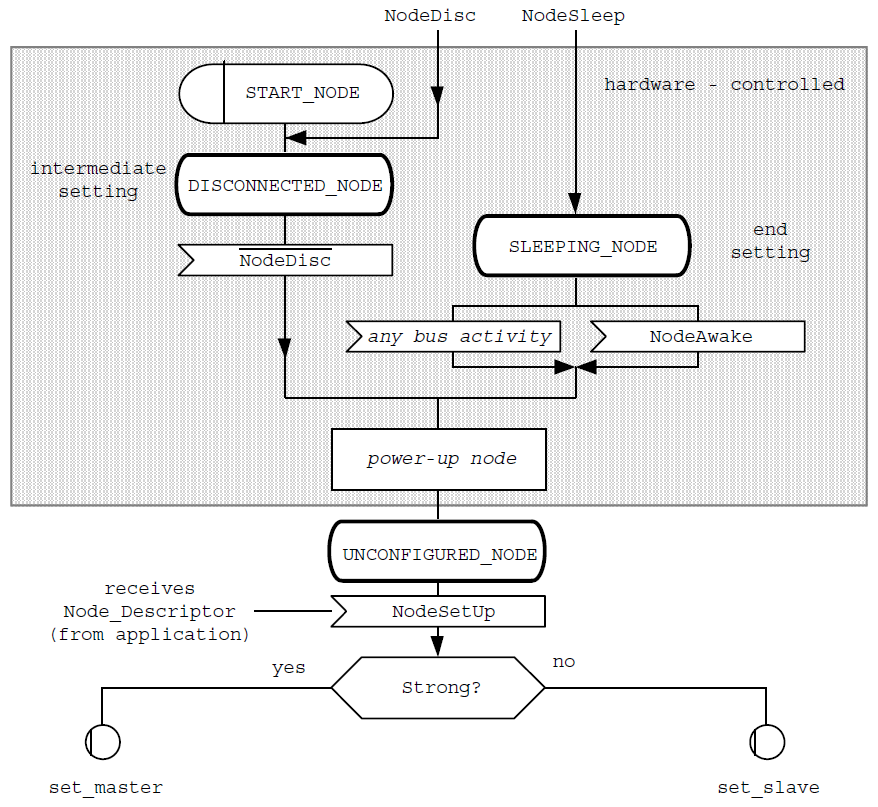 NodeDisc
NodeSleep
START_NODE
hardware - controlled
intermediate
setting
DISCONNECTED_NODE
end
setting
SLEEPING_NODE
NodeDisc
any bus activity
NodeAwake
power-up node
UNCONFIGURED_NODE
receives
Node_Descriptor
(from application)
NodeSetUp
yes
Strong?
no
set_master
set_slave